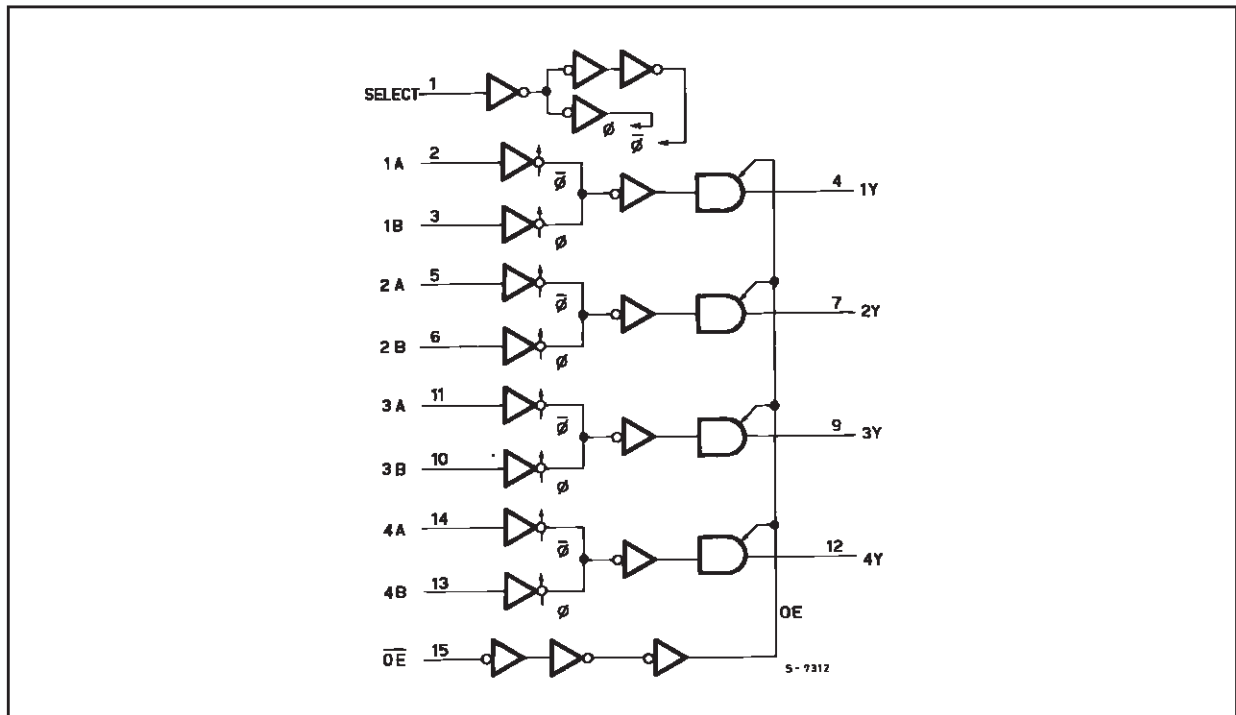 SELECT 1
ø
ø̅
1A 2
ø̅
4 1Y
1B 3
ø
2A 5
ø̅
7 2Y
2B 6
ø
3A 11
ø̅
9 3Y
3B 10
ø
4A 14
ø̅
12 4Y
4B 13
ø
OE
O̅E̅ 15
S-7312